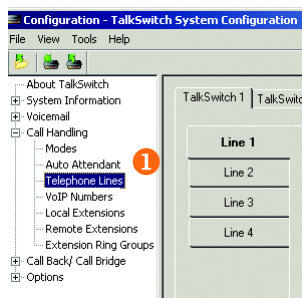 Configuration - TalkSwitch System Configuration
File View Tools Help
About TalkSwitch
System Information
Voicemail
Call Handling
Modes
Auto Attendant
1
Telephone Lines
VoIP Numbers
Local Extensions
Remote Extensions
Extension Ring Groups
Call Back/ Call Bridge
Options
TalkSwitch 1
TalkSwitc
Line 1
Line 2
Line 3
Line 4